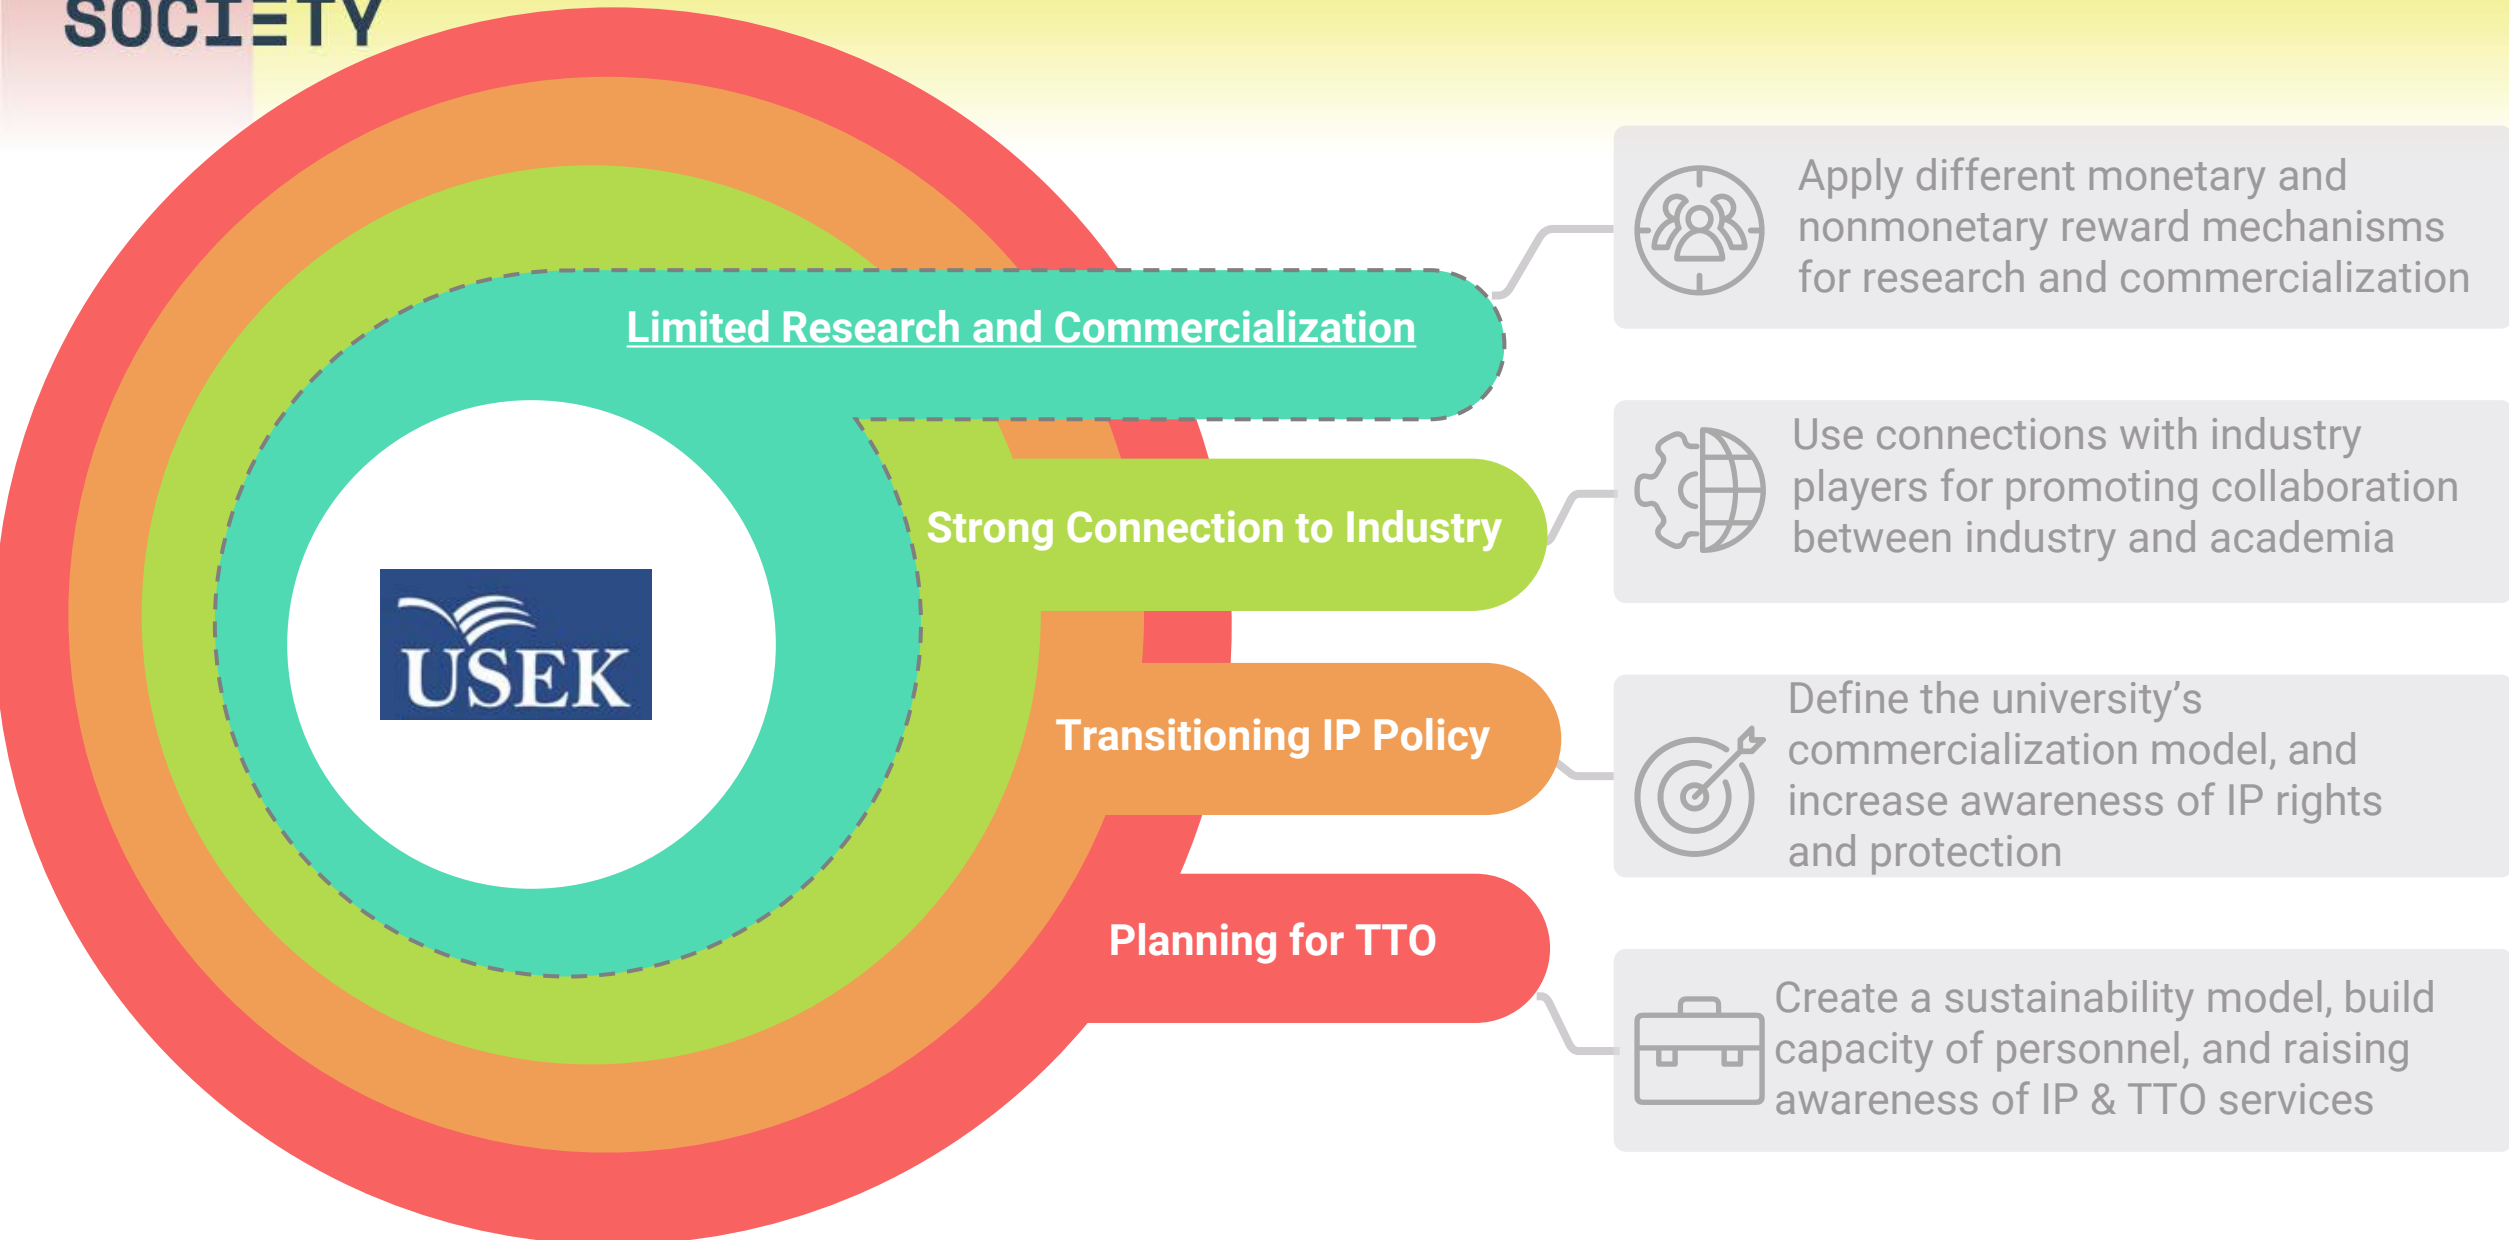 SOCIETY
Limited Research and Commercialization
Apply different monetary and
nonmonetary reward mechanisms
for research and commercialization
Strong Connection to Industry
Use connections with industry
players for promoting collaboration
between industry and academia
USEK
Transitioning IP Policy
Define the university’s
commercialization model, and
increase awareness of IP rights
and protection
Planning for TTO
Create a sustainability model, build
capacity of personnel, and raising
awareness of IP & TTO services